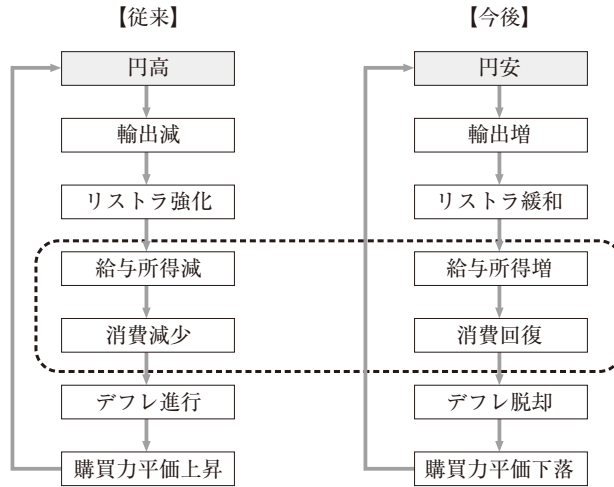 【従来】
円高
輸出減
リストラ強化
給与所得減
消費減少
デフレ進行
購買力平価上昇
【今後】
円安
輸出増
リストラ緩和
給与所得増
消費回復
デフレ脱却
購買力平価下落